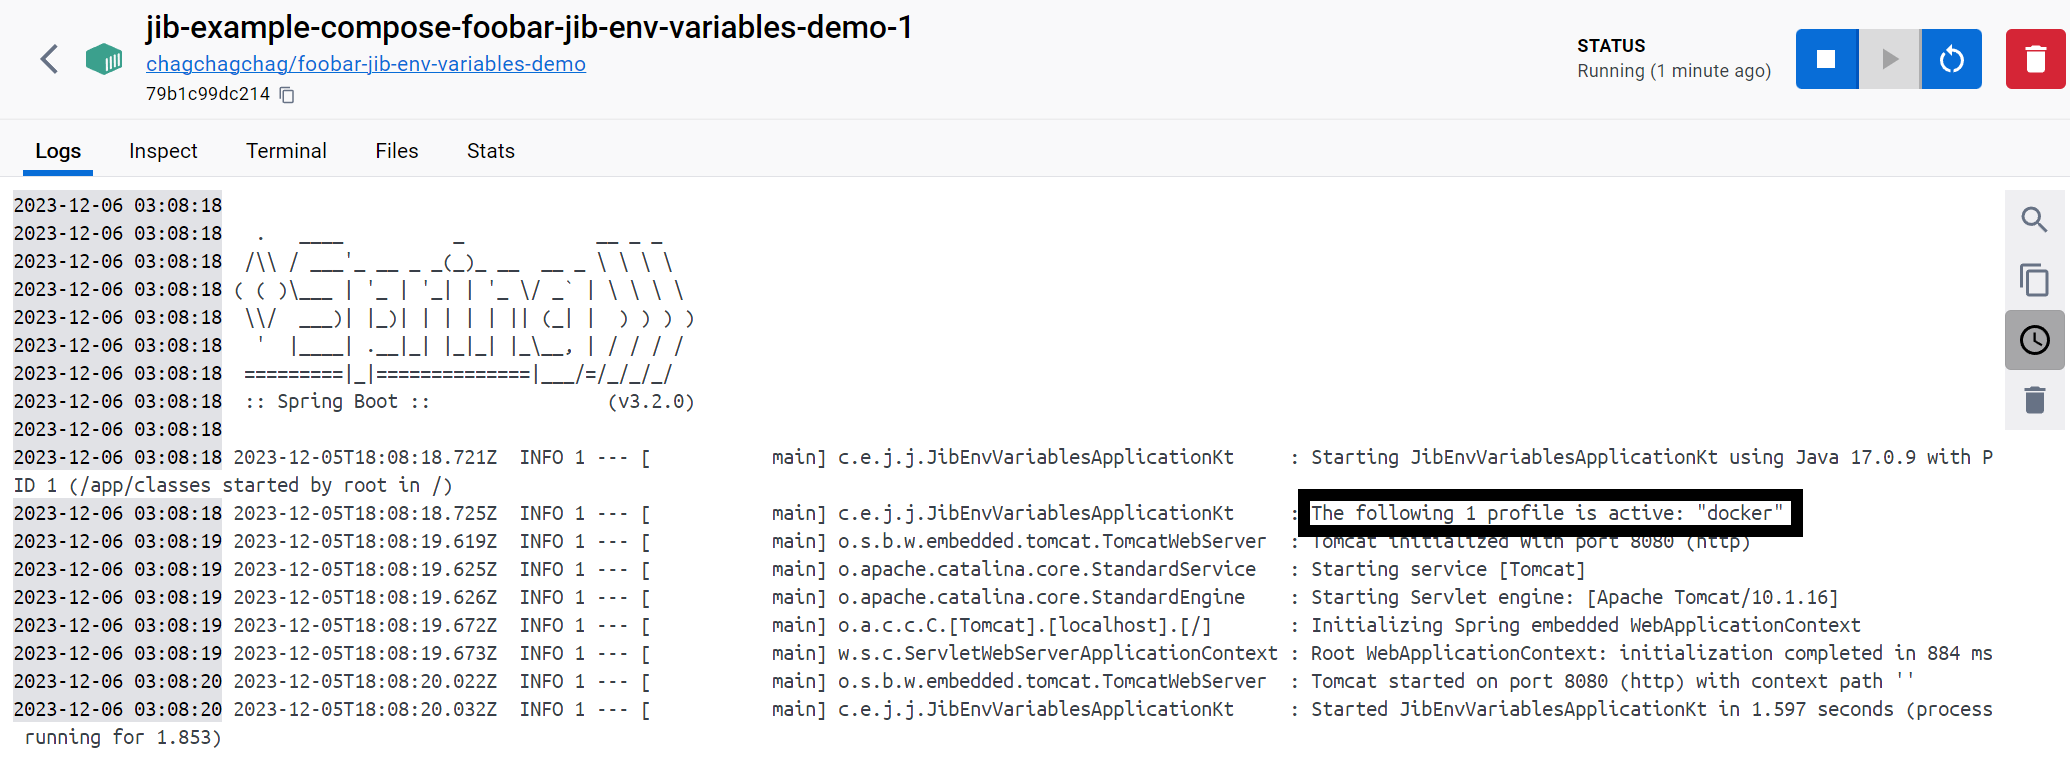 jib-example-compose-foobar-jib-env-variables-demo-1
chagchagchag/foobar-jib-env-variables-demo
79b1c99dc214
STATUS
Running (1 minute ago)
Logs Inspect Terminal Files Stats
2023-12-06 03:08:18
2023-12-06 03:08:18   .   ____          _            __ _ _
2023-12-06 03:08:18  /\\ / ___'_ __ _ _(_)_ __  __ _ \ \ \ \
2023-12-06 03:08:18 ( ( )\___ | '_ | '_| | '_ \/ _` | \ \ \ \
2023-12-06 03:08:18  \\/  ___)| |_)| | | | | || (_| |  ) ) ) )
2023-12-06 03:08:18   '  |____| .__|_| |_|_| |_\__, | / / / /
2023-12-06 03:08:18  =========|_|==============|___/=/_/_/_/
2023-12-06 03:08:18  :: Spring Boot ::                (v3.2.0)
2023-12-06 03:08:18
2023-12-06 03:08:18 2023-12-05T18:08:18.721Z  INFO 1 --- [           main] c.e.j.j.JibEnvVariablesApplicationKt     : Starting JibEnvVariablesApplicationKt using Java 17.0.9 with P
ID 1 (/app/classes started by root in /)
2023-12-06 03:08:18 2023-12-05T18:08:18.725Z  INFO 1 --- [           main] c.e.j.j.JibEnvVariablesApplicationKt     : The following 1 profile is active: "docker"
2023-12-06 03:08:19 2023-12-05T18:08:19.619Z  INFO 1 --- [           main] o.s.b.w.embedded.tomcat.TomcatWebServer  : Tomcat initialized with port 8080 (http)
2023-12-06 03:08:19 2023-12-05T18:08:19.625Z  INFO 1 --- [           main] o.apache.catalina.core.StandardService   : Starting service [Tomcat]
2023-12-06 03:08:19 2023-12-05T18:08:19.626Z  INFO 1 --- [           main] o.apache.catalina.core.StandardEngine    : Starting Servlet engine: [Apache Tomcat/10.1.16]
2023-12-06 03:08:19 2023-12-05T18:08:19.672Z  INFO 1 --- [           main] o.a.c.c.C.[Tomcat].[localhost].[/]       : Initializing Spring embedded WebApplicationContext
2023-12-06 03:08:19 2023-12-05T18:08:19.673Z  INFO 1 --- [           main] w.s.c.ServletWebServerApplicationContext : Root WebApplicationContext: initialization completed in 884 ms
2023-12-06 03:08:20 2023-12-05T18:08:20.022Z  INFO 1 --- [           main] o.s.b.w.embedded.tomcat.TomcatWebServer  : Tomcat started on port 8080 (http) with context path ''
2023-12-06 03:08:20 2023-12-05T18:08:20.032Z  INFO 1 --- [           main] c.e.j.j.JibEnvVariablesApplicationKt     : Started JibEnvVariablesApplicationKt in 1.597 seconds (process
running for 1.853)